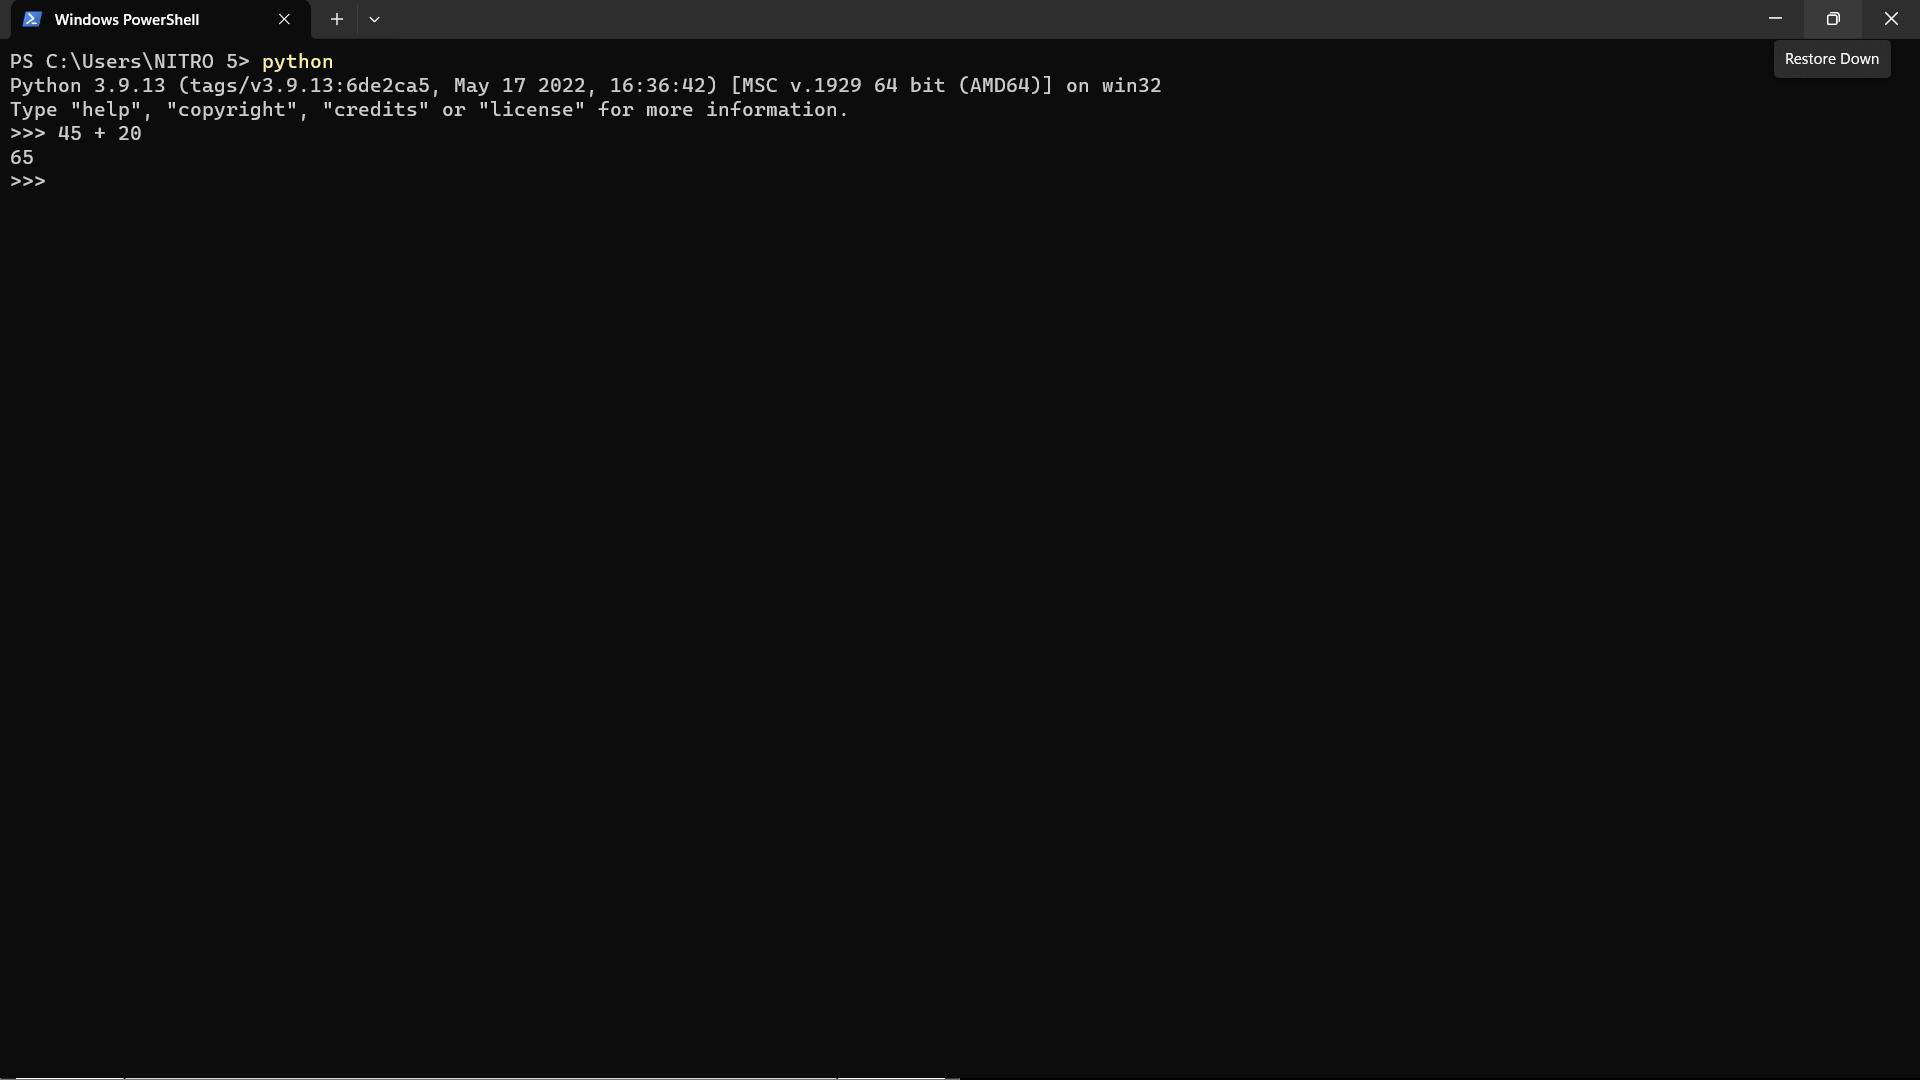 Windows PowerShell
Restore Down
PS C:\Users\NITRO 5> python
Python 3.9.13 (tags/v3.9.13:6de2ca5, May 17 2022, 16:36:42) [MSC v.1929 64 bit (AMD64)] on win32
Type "help", "copyright", "credits" or "license" for more information.
>>> 45 + 20
65
>>>